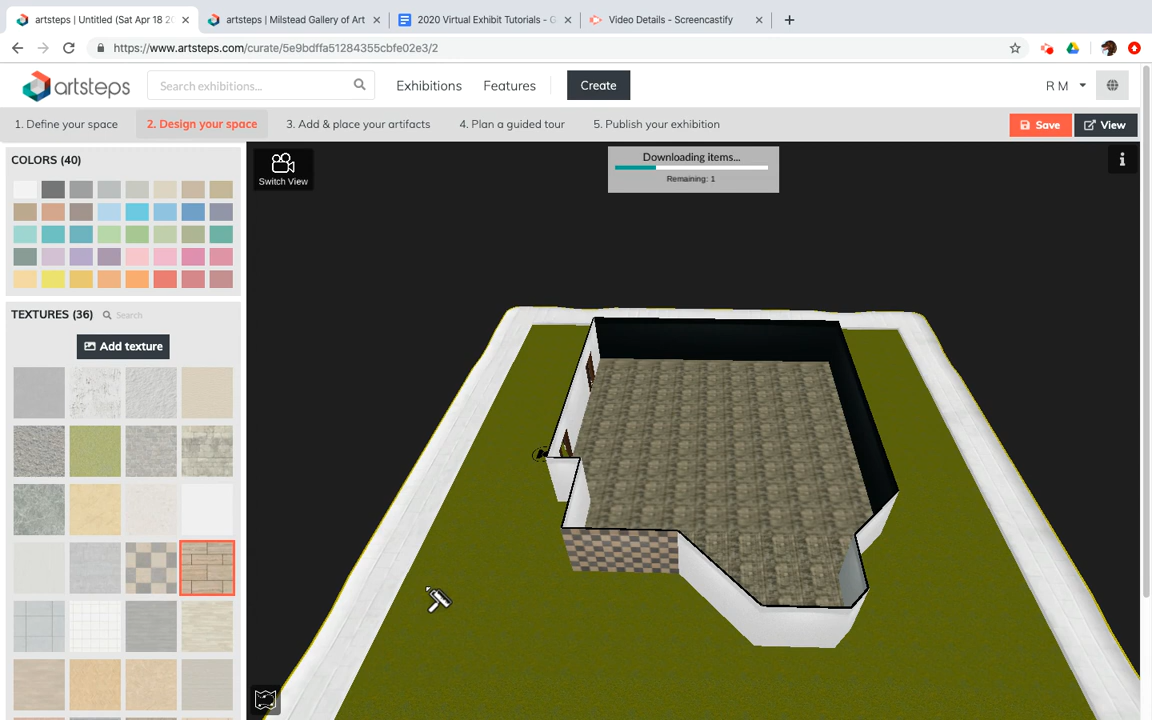 artsteps | Untitled (Sat Apr 18 20
artsteps | Milstead Gallery of Art
2020 Virtual Exhibit Tutorials - G
Video Details - Screencastify
https://www.artsteps.com/curate/5e9bdffa51284355cbfe02e3/2
artsteps
Search exhibitions...
Exhibitions
Features
Create
R M
1. Define your space
2. Design your space
3. Add & place your artifacts
4. Plan a guided tour
5. Publish your exhibition
Save
View
COLORS (40)
Switch View
Downloading items...
Remaining: 1
TEXTURES (36)
Search
Add texture